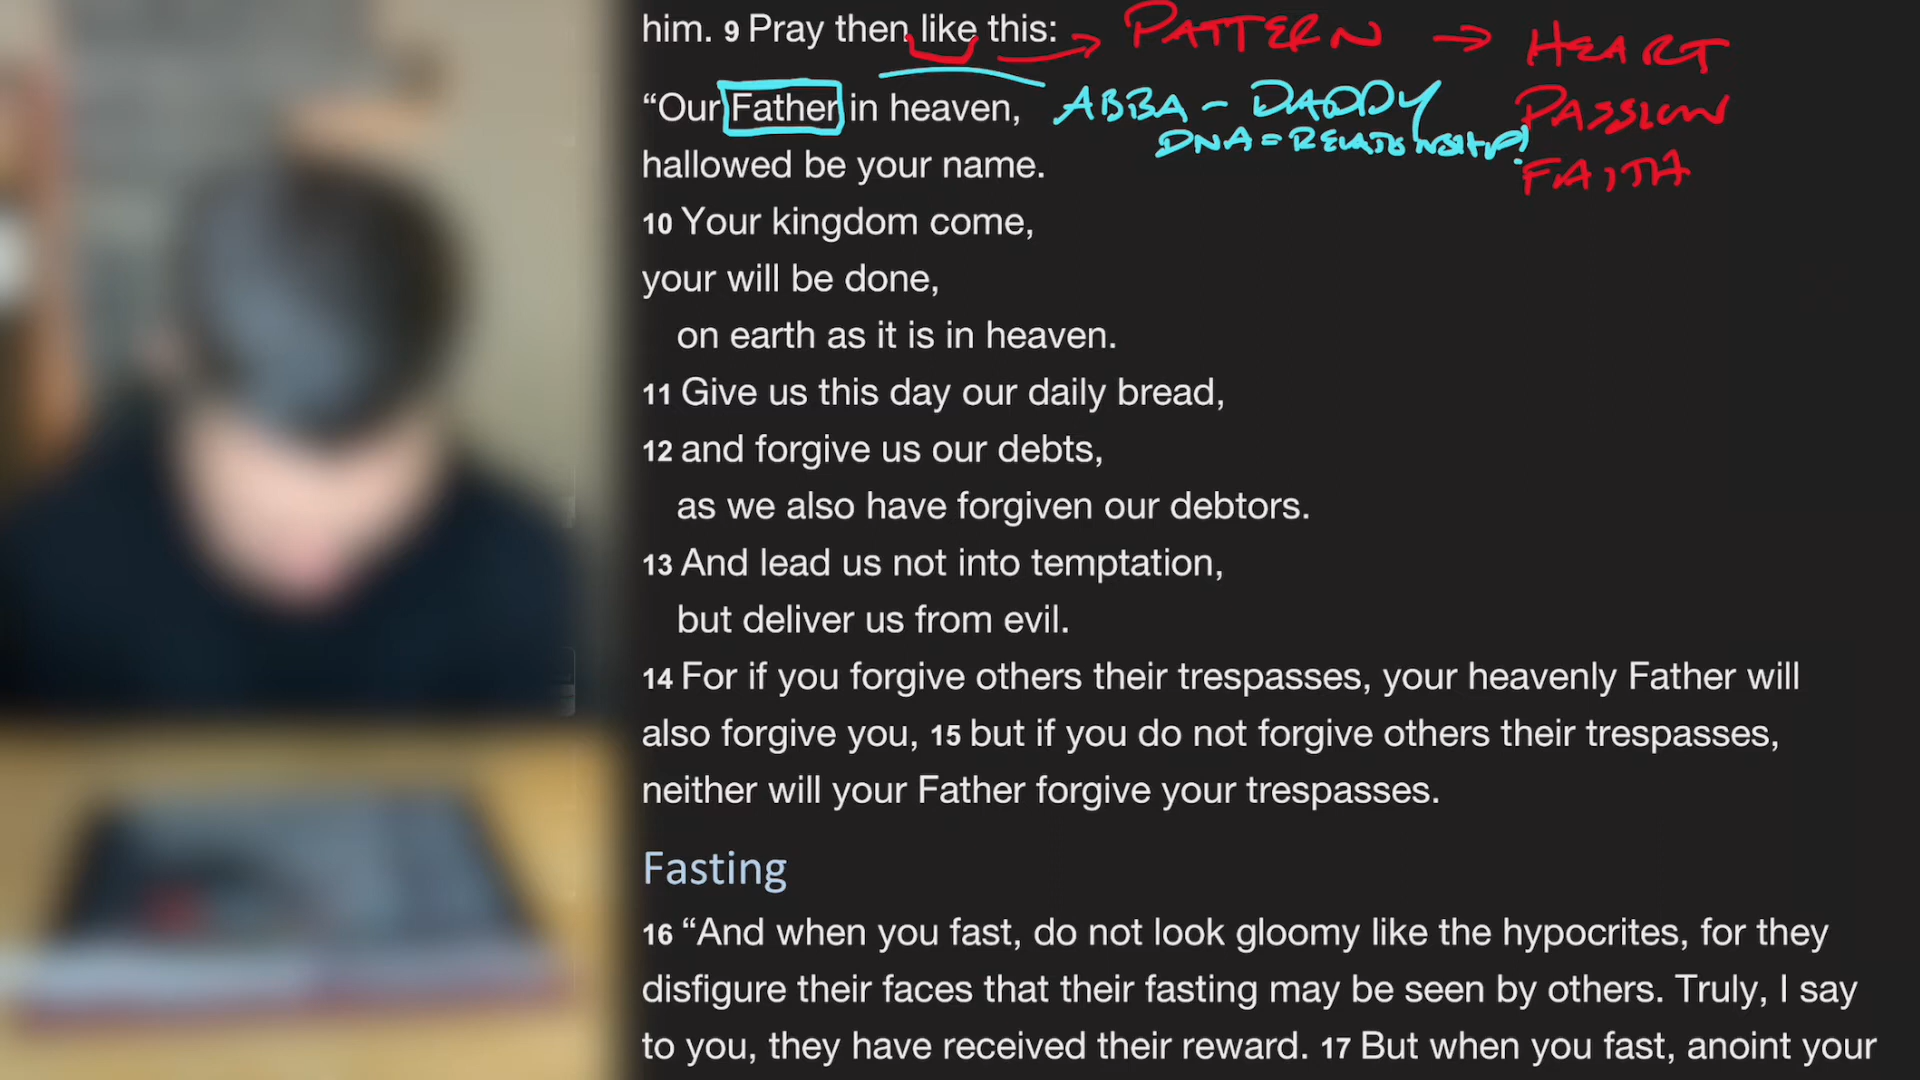 him. 9 Pray then like this: → PATTERN → HEART
“Our Father in heaven, ABBA - DADDY PASSION
DNA = RELATIONSHIP!
hallowed be your name. FAITH
10 Your kingdom come,
your will be done,
on earth as it is in heaven.
11 Give us this day our daily bread,
12 and forgive us our debts,
as we also have forgiven our debtors.
13 And lead us not into temptation,
but deliver us from evil.
14 For if you forgive others their trespasses, your heavenly Father will
also forgive you, 15 but if you do not forgive others their trespasses,
neither will your Father forgive your trespasses.
Fasting
16 “And when you fast, do not look gloomy like the hypocrites, for they
disfigure their faces that their fasting may be seen by others. Truly, I say
to you, they have received their reward. 17 But when you fast, anoint your